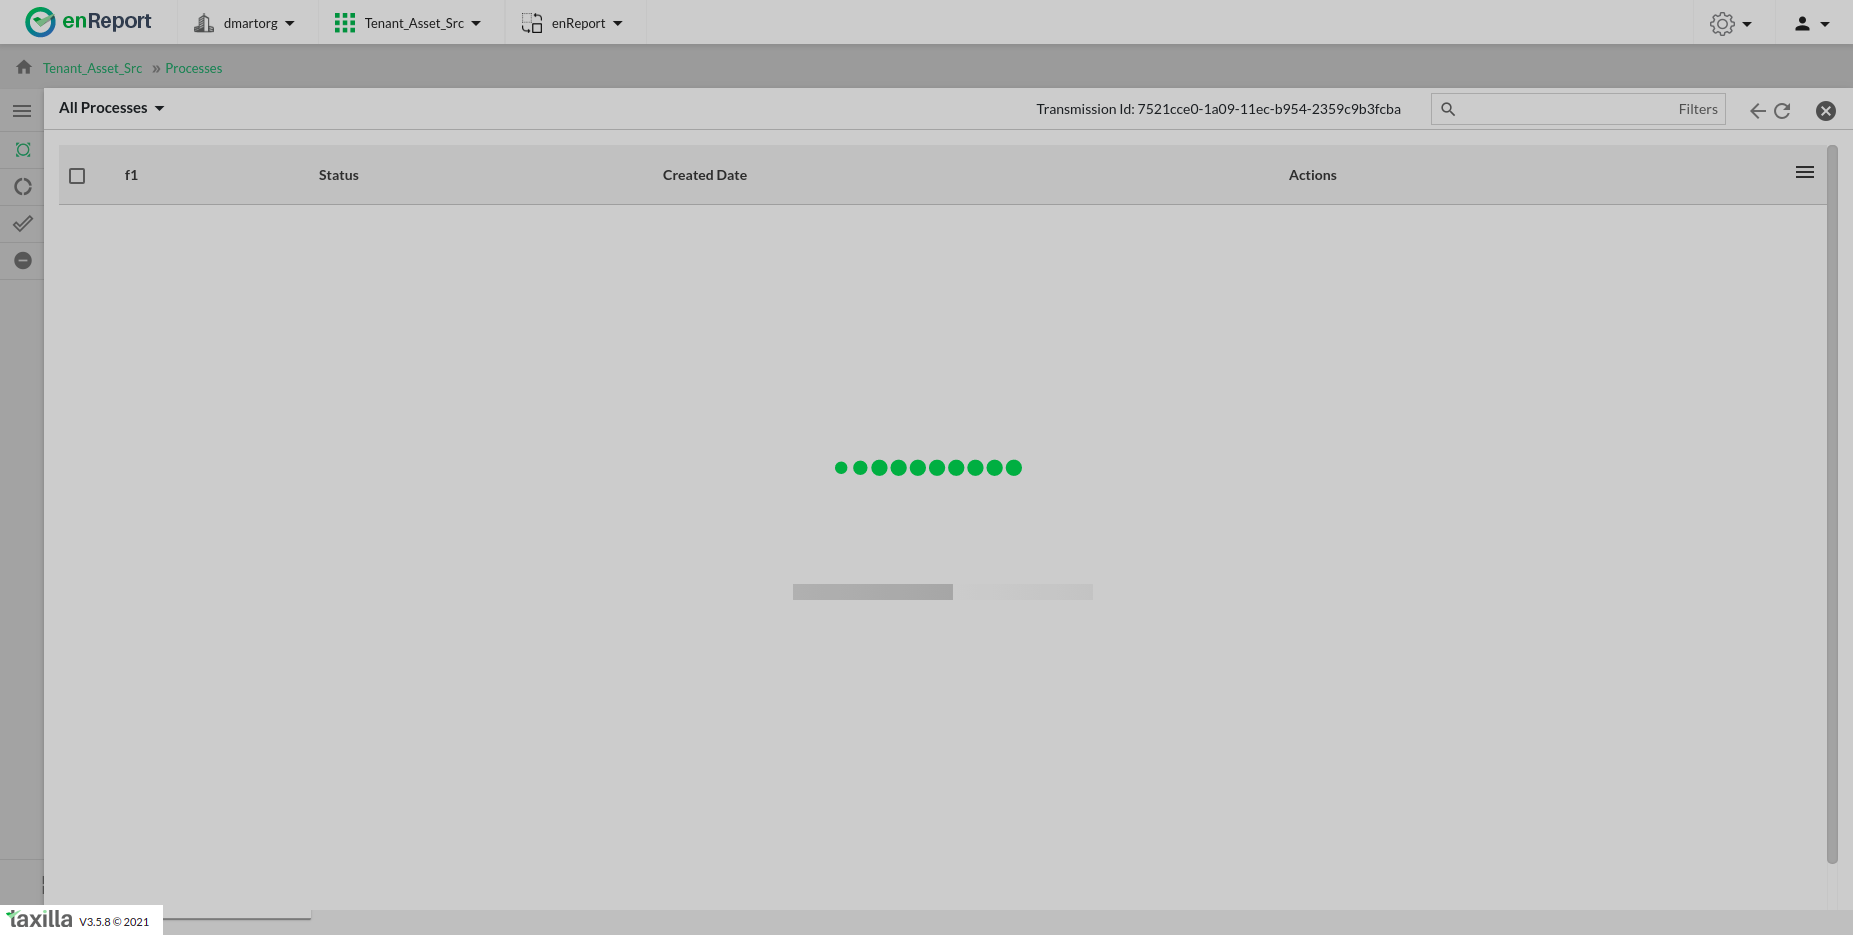 enReport
dmartorg
Tenant_Asset_Src
enReport
Tenant_Asset_Src » Processes
All Processes
Transmission Id: 7521cce0-1a09-11ec-b954-2359c9b3fcba
Filters
f1 Status Created Date Actions
taxilla V3.5.8 © 2021